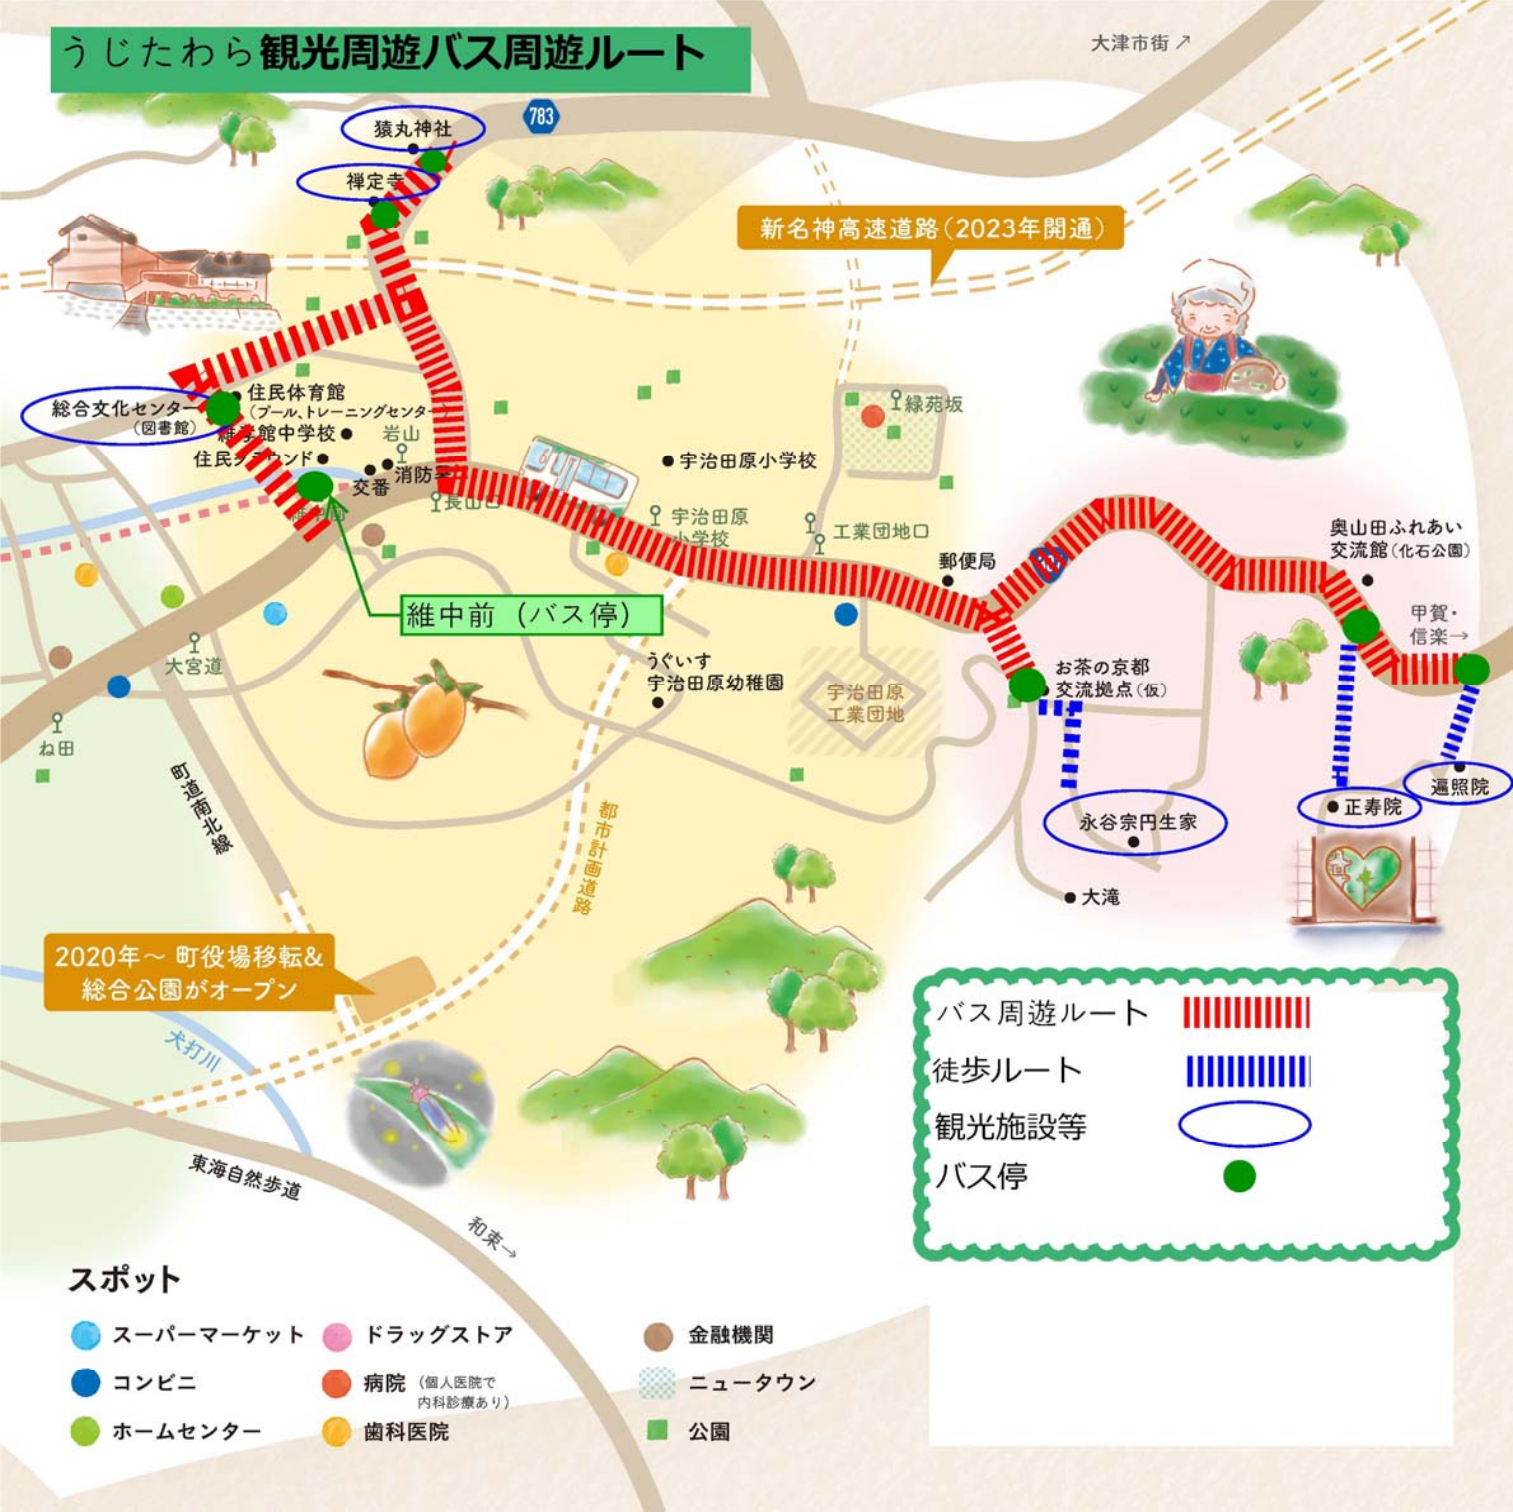 うじたわら観光周遊バス周遊ルート
大津市街↗
783
猿丸神社
禅定寺
新名神高速道路(2023年開通)
総合文化センター
(図書館)
住民体育館
(プール、トレーニングセンター)
維孝館中学校
岩山
住民グラウンド
交番
消防署
長山口
維中前
緑苑坂
宇治田原小学校
宇治田原
小学校
工業団地口
郵便局
奥山田ふれあい
交流館(化石公園)
甲賀・
信楽→
維中前(バス停)
大宮道
うぐいす
宇治田原幼稚園
宇治田原
工業団地
お茶の京都
交流拠点(仮)
ね田
町道南北線
都市計画道路
永谷宗円生家
正寿院
遍照院
大滝
2020年〜 町役場移転&
総合公園がオープン
犬打川
東海自然歩道
和束→
バス周遊ルート
徒歩ルート
観光施設等
バス停
スポット
スーパーマーケット
ドラッグストア
金融機関
コンビニ
病院 (個人医院で
内科診療あり)
ニュータウン
ホームセンター
歯科医院
公園